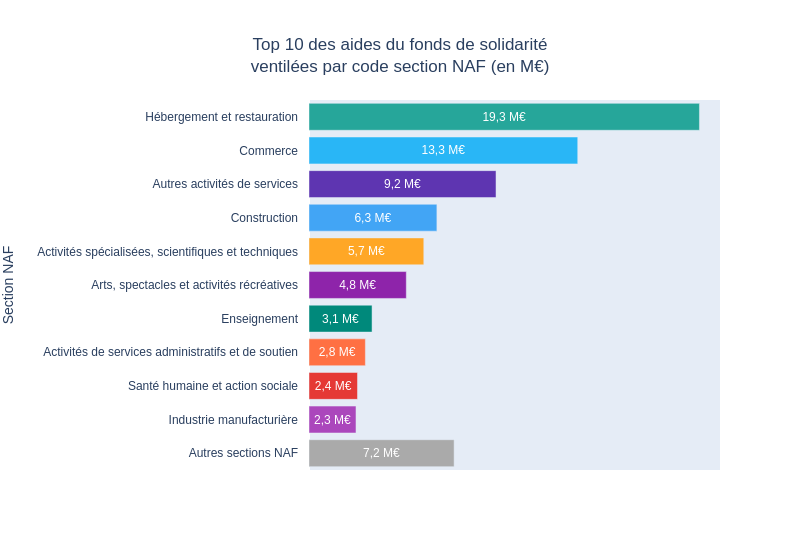 Top 10 des aides du fonds de solidarité
ventilées par code section NAF (en M€)
Section NAF
Hébergement et restauration 19,3 M€
Commerce 13,3 M€
Autres activités de services 9,2 M€
Construction 6,3 M€
Activités spécialisées, scientifiques et techniques 5,7 M€
Arts, spectacles et activités récréatives 4,8 M€
Enseignement 3,1 M€
Activités de services administratifs et de soutien 2,8 M€
Santé humaine et action sociale 2,4 M€
Industrie manufacturière 2,3 M€
Autres sections NAF 7,2 M€